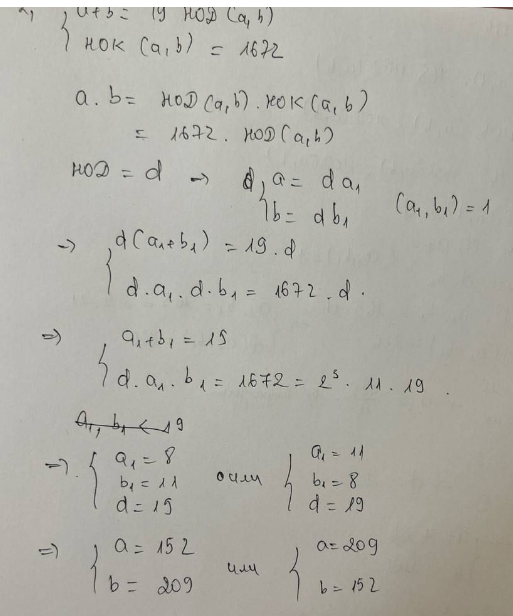 a+b = 19 НОД(a,b)
НОК (a,b) = 1672
a . b = НОД(a,b) . НОК(a,b)
= 1672 . НОД(a,b)
НОД = d → a = da₁
b = db₁ (a₁,b₁) = 1
→ d(a₁+b₁) = 19 . d
d.a₁ . d.b₁ = 1672 . d .
⇒ a₁+b₁ = 19
d.a₁ . b₁ = 1672 = 2³ . 11 . 19 .
a₁, b₁ < 19
⇒ . a₁ = 8 или a₁ = 11
b₁ = 11 b₁ = 8
d = 19 d = 19
⇒ a = 152 или a = 209
b = 209 b = 152